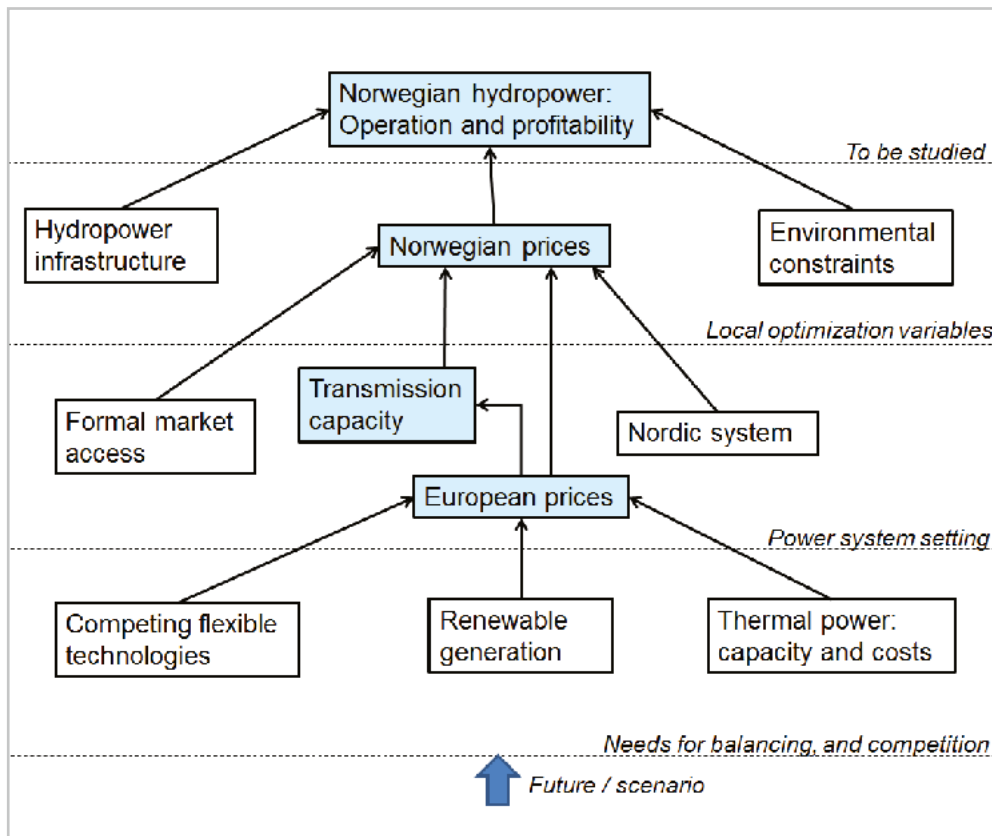 Norwegian hydropower:
Operation and profitability
To be studied
Hydropower
infrastructure
Norwegian prices
Environmental
constraints
Local optimization variables
Transmission
capacity
Formal market
access
Nordic system
European prices
Power system setting
Competing flexible
technologies
Renewable
generation
Thermal power:
capacity and costs
Needs for balancing, and competition
Future / scenario